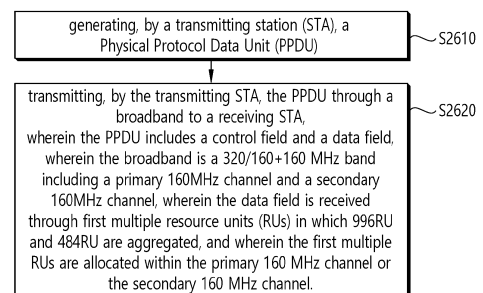 generating, by a transmitting station (STA), a
Physical Protocol Data Unit (PPDU)
S2610
transmitting, by the transmitting STA, the PPDU through a
broadband to a receiving STA,
wherein the PPDU includes a control field and a data field,
wherein the broadband is a 320/160+160 MHz band
including a primary 160MHz channel and a secondary
160MHz channel, wherein the data field is received
through first multiple resource units (RUs) in which 996RU
and 484RU are aggregated, and wherein the first multiple
RUs are allocated within the primary 160 MHz channel or
the secondary 160 MHz channel.
S2620